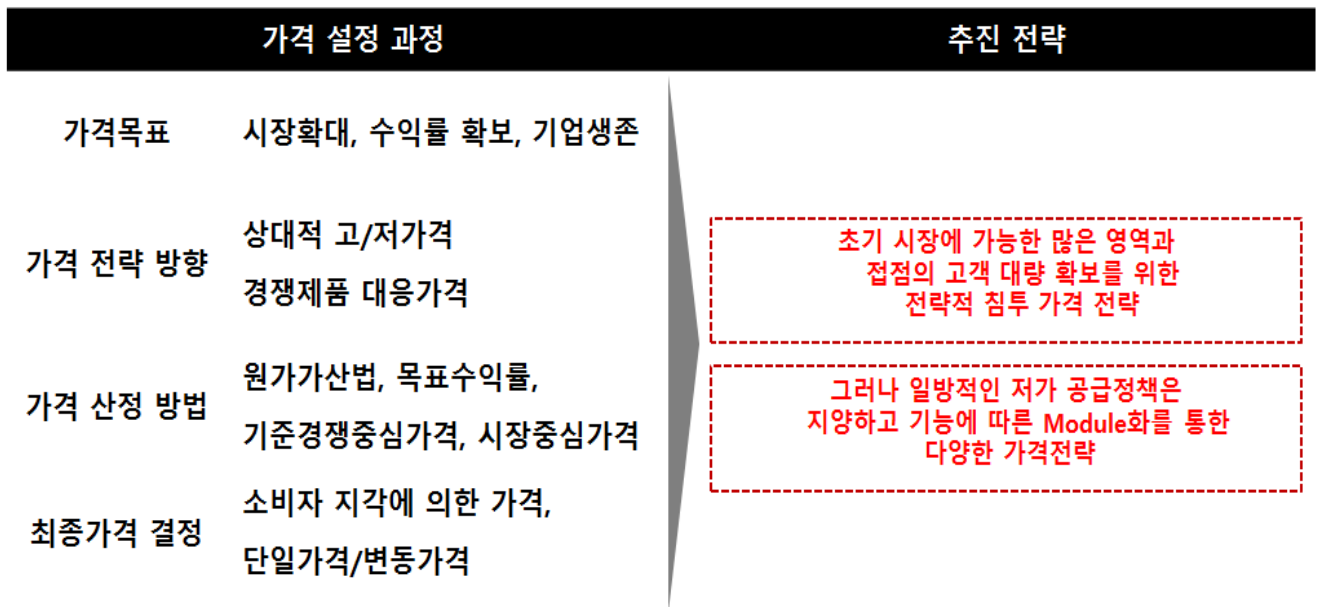 가격 설정 과정
추진 전략
가격목표
시장확대, 수익률 확보, 기업생존
가격 전략 방향
상대적 고/저가격
경쟁제품 대응가격
가격 산정 방법
원가가산법, 목표수익률,
기준경쟁중심가격, 시장중심가격
최종가격 결정
소비자 지각에 의한 가격,
단일가격/변동가격
초기 시장에 가능한 많은 영역과
접점의 고객 대량 확보를 위한
전략적 침투 가격 전략
그러나 일방적인 저가 공급정책은
지양하고 기능에 따른 Module화를 통한
다양한 가격전략